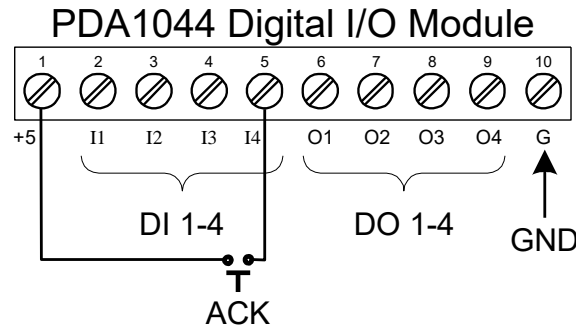 PDA1044 Digital I/O Module
1 2 3 4 5 6 7 8 9 10
+5 I1 I2 I3 I4 O1 O2 O3 O4 G
DI 1-4 DO 1-4 GND
ACK